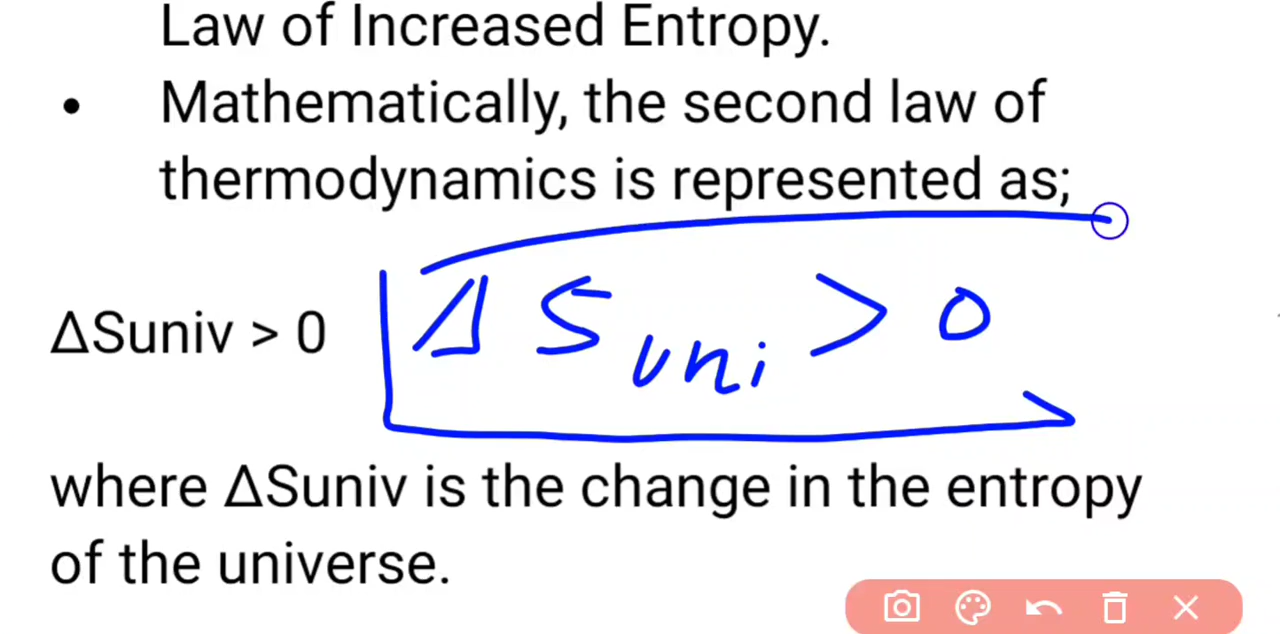 Law of Increased Entropy.
• Mathematically, the second law of
thermodynamics is represented as;
ΔSuniv > 0
Δ S uni > 0
where ΔSuniv is the change in the entropy
of the universe.